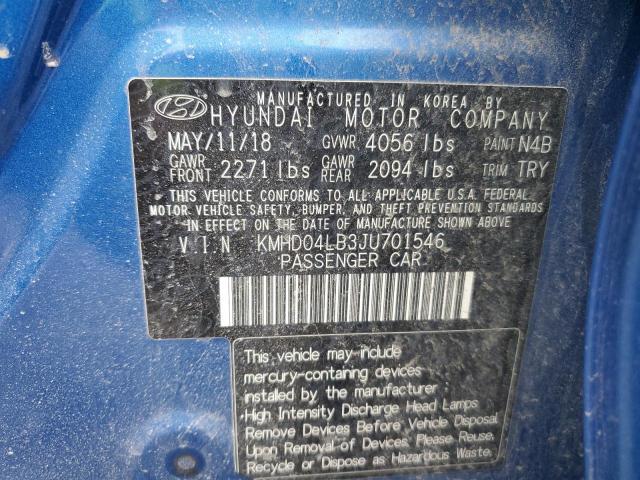 MANUFACTURED IN KOREA BY
HYUNDAI MOTOR COMPANY
MAY/11/18 GVWR 4056 lbs PAINT N4B
GAWR FRONT 2271 lbs GAWR REAR 2094 lbs TRIM TRY
THIS VEHICLE CONFORMS TO ALL APPLICABLE U.S.A. FEDERAL
MOTOR VEHICLE SAFETY, BUMPER, AND THEFT PREVENTION STANDARDS
IN EFFECT ON THE DATE OF MANUFACTURE SHOWN ABOVE
V.I.N KMHD04LB3JU701546
PASSENGER CAR
This vehicle may include
mercury-containing devices
installed by the manufacturer :
·High Intensity Discharge Head Lamps
Remove Devices Before Vehicle Disposal
Upon Removal of Devices Please Reuse,
Recycle or Dispose as Hazardous Waste.